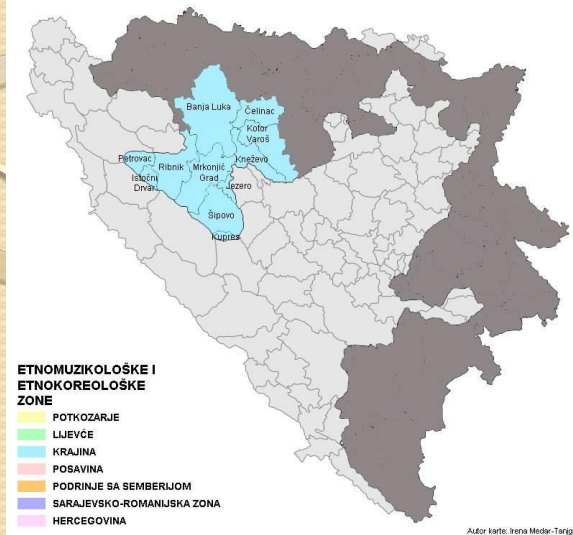 Banja Luka
Čelinac
Kotor
Varoš
Petrovac
Ribnik
Mrkonjić
Grad
Kneževo
Istočni
Drvar
Jezero
Šipovo
Kupres
ETNOMUZIKOLOŠKE I
ETNOKOREOLOŠKE
ZONE
POTKOZARJE
LIJEVČE
KRAJINA
POSAVINA
PODRINJE SA SEMBERIJOM
SARAJEVSKO-ROMANIJSKA ZONA
HERCEGOVINA
Autor karte: Irena Medar-Tanjg